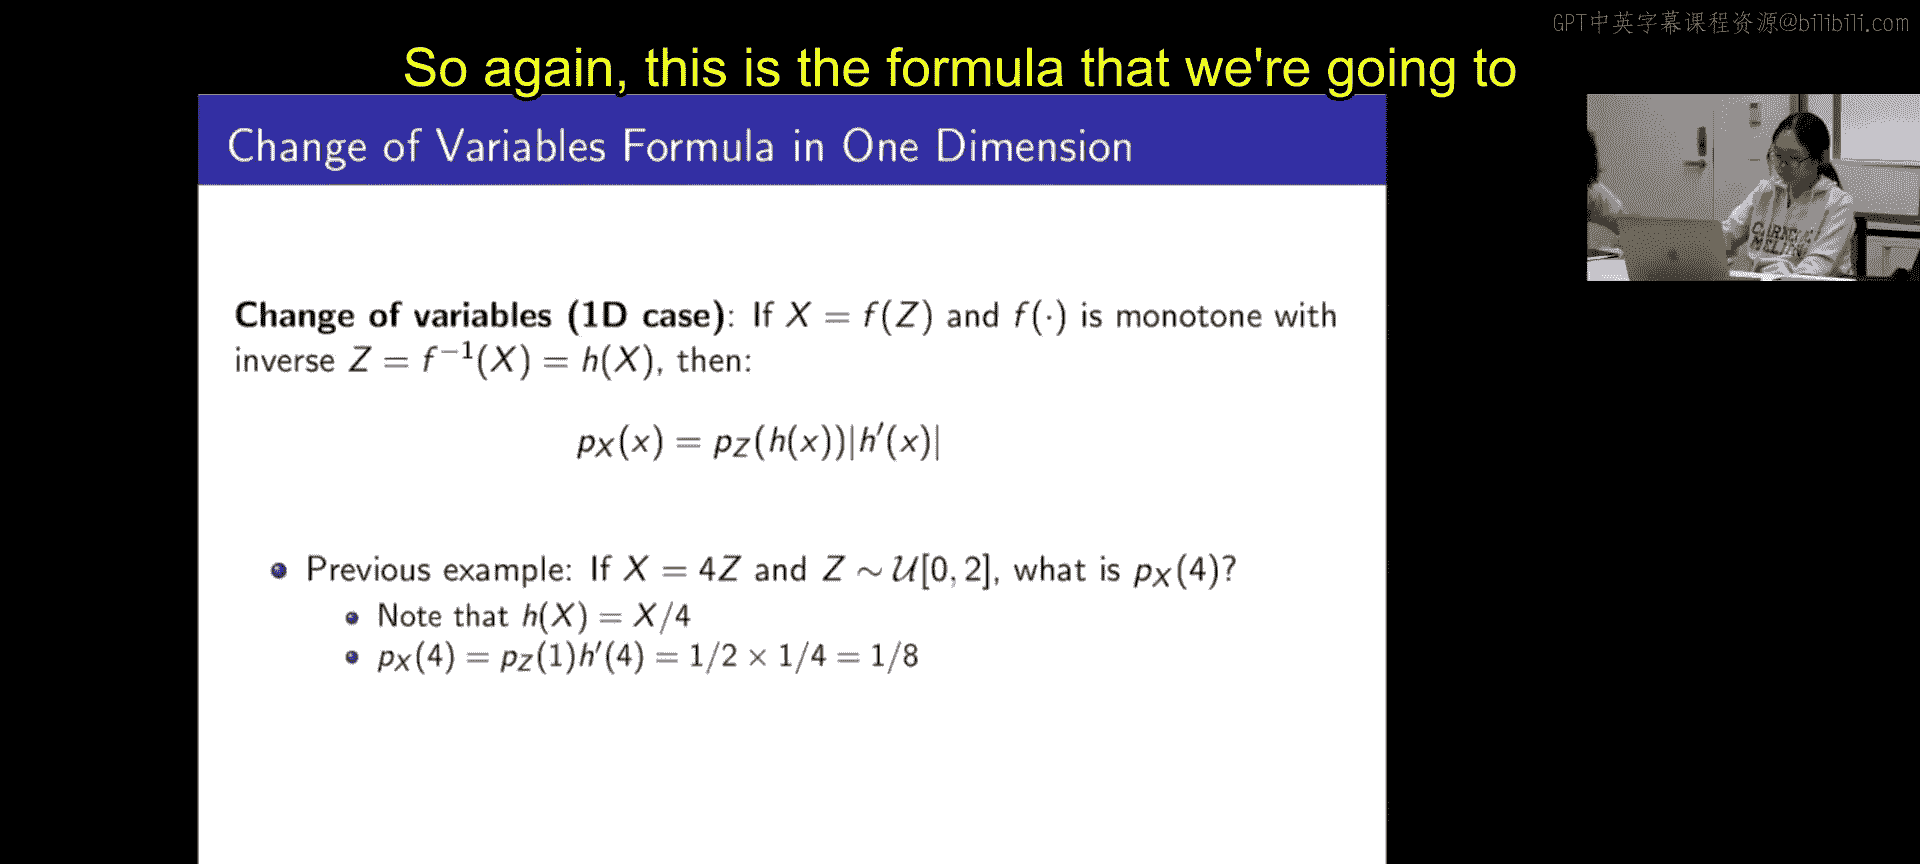 GPT中英字幕课程资源@bilibili.com
So again, this is the formula that we're going to
Change of Variables Formula in One Dimension
CARNEGIE
MELLON
Change of variables (1D case): If X = f(Z) and f(·) is monotone with
inverse Z = f⁻¹(X) = h(X), then:
p_X(x) = p_Z(h(x))|h′(x)|
Previous example: If X = 4Z and Z ∼ 𝒰[0, 2], what is p_X(4)?
Note that h(X) = X/4
p_X(4) = p_Z(1)h′(4) = 1/2 × 1/4 = 1/8